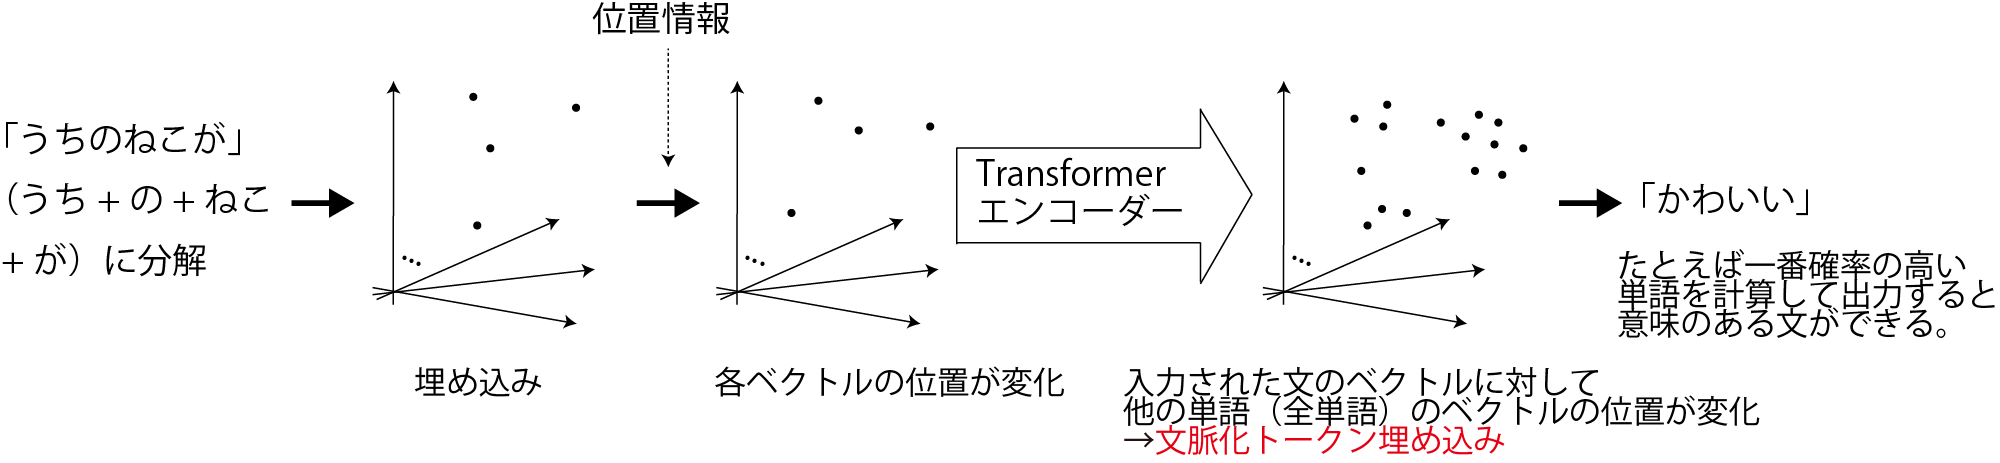 位置情報
「うちのねこが」
（うち + の + ねこ
+ が）に分解
埋め込み
各ベクトルの位置が変化
Transformer
エンコーダー
入力された文のベクトルに対して
他の単語（全単語）のベクトルの位置が変化
→文脈化トークン埋め込み
「かわいい」
たとえば一番確率の高い
単語を計算して出力すると
意味のある文ができる。